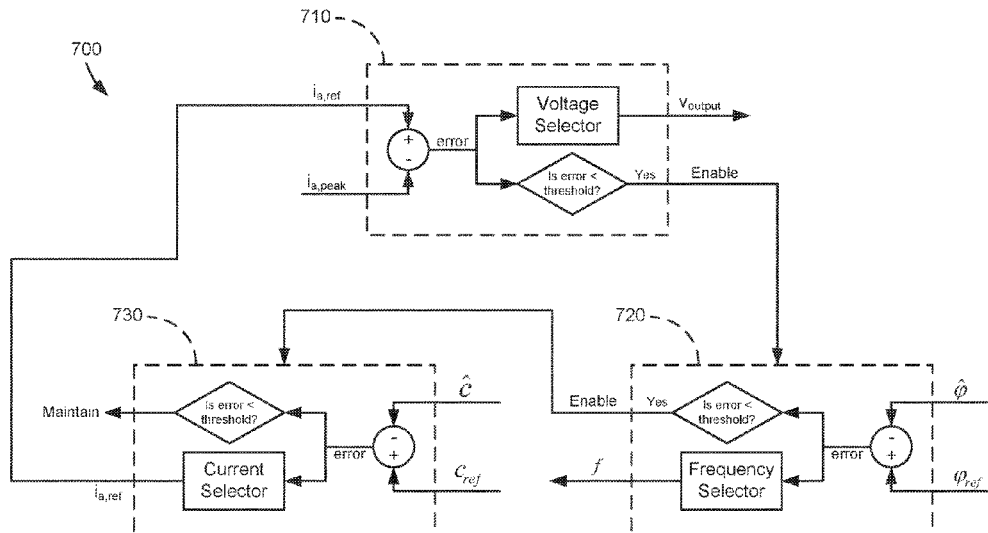 700
710
i_a,ref
+
-
i_a,peak
error
Voltage
Selector
v_output
Is error <
threshold?
Yes
Enable
730
Maintain
Is error <
threshold?
error
-
+
ĉ
c_ref
Current
Selector
i_a,ref
720
Enable
Yes
Is error <
threshold?
error
-
+
φ̂
φ_ref
f
Frequency
Selector